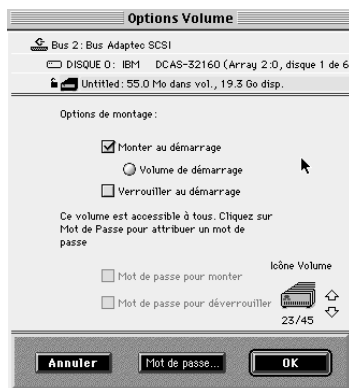 Options Volume
Bus 2: Bus Adaptec SCSI
DISQUE 0: IBM DCAS-32160 (Array 2:0, disque 1 de 6
Untitled: 55.0 Mo dans vol., 19.3 Go disp.
Options de montage:
Monter au démarrage
Volume de démarrage
Verrouiller au démarrage
Ce volume est accessible à tous. Cliquez sur
Mot de Passe pour attribuer un mot de
passe
Icône Volume
Mot de passe pour monter
Mot de passe pour déverrouiller
23/45
Annuler
Mot de passe...
OK